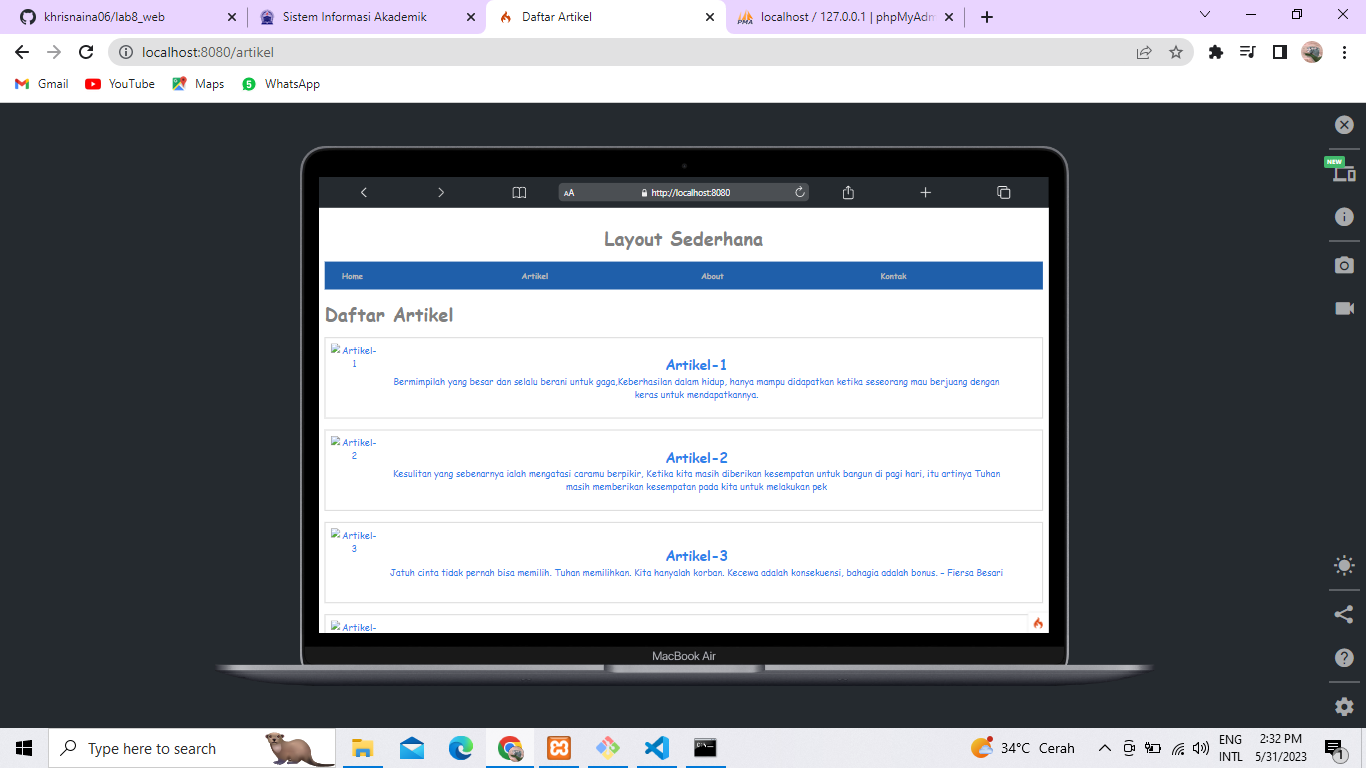 khrisnaina06/lab8_web
Sistem Informasi Akademik
Daftar Artikel
localhost / 127.0.0.1 | phpMyAdm
localhost:8080/artikel
Gmail
YouTube
Maps
5
WhatsApp
NEW
AA
http://localhost:8080
Layout Sederhana
Home
Artikel
About
Kontak
Daftar Artikel
Artikel-
1
Artikel-1
Bermimpilah yang besar dan selalu berani untuk gaga,Keberhasilan dalam hidup, hanya mampu didapatkan ketika seseorang mau berjuang dengan
keras untuk mendapatkannya.
Artikel-
2
Artikel-2
Kesulitan yang sebenarnya ialah mengatasi caramu berpikir, Ketika kita masih diberikan kesempatan untuk bangun di pagi hari, itu artinya Tuhan
masih memberikan kesempatan pada kita untuk melakukan pek
Artikel-
3
Artikel-3
Jatuh cinta tidak pernah bisa memilih. Tuhan memilihkan. Kita hanyalah korban. Kecewa adalah konsekuensi, bahagia adalah bonus. - Fiersa Besari
Artikel-
MacBook Air
Type here to search
34°C Cerah
ENG
INTL
2:32 PM
5/31/2023
1